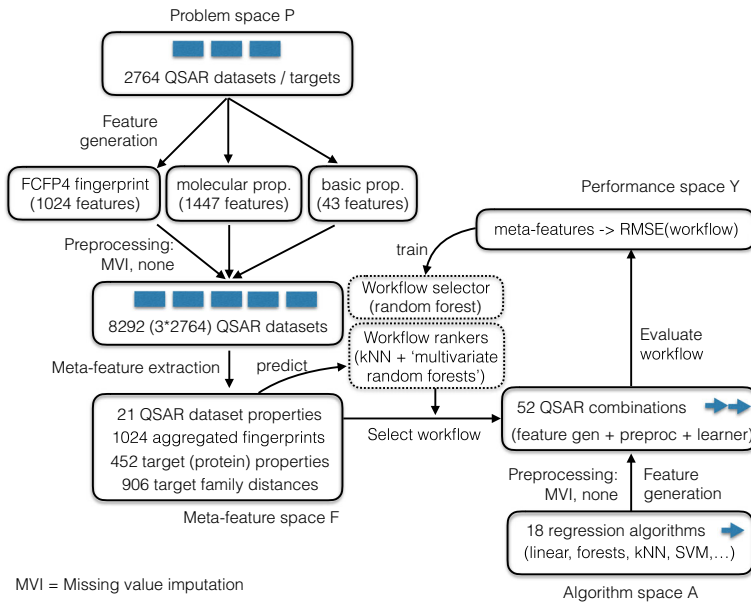 Problem space P
2764 QSAR datasets / targets
Feature
generation
FCFP4 fingerprint
(1024 features)
molecular prop.
(1447 features)
basic prop.
(43 features)
Preprocessing:
MVI, none
8292 (3*2764) QSAR datasets
Meta-feature extraction
predict
21 QSAR dataset properties
1024 aggregated fingerprints
452 target (protein) properties
906 target family distances
Meta-feature space F
MVI = Missing value imputation
Performance space Y
meta-features -> RMSE(workflow)
train
Workflow selector
(random forest)
Workflow rankers
(kNN + ‘multivariate
random forests’)
Select workflow
Evaluate
workflow
52 QSAR combinations
(feature gen + preproc + learner)
Preprocessing:
MVI, none
Feature
generation
18 regression algorithms
(linear, forests, kNN, SVM,...)
Algorithm space A